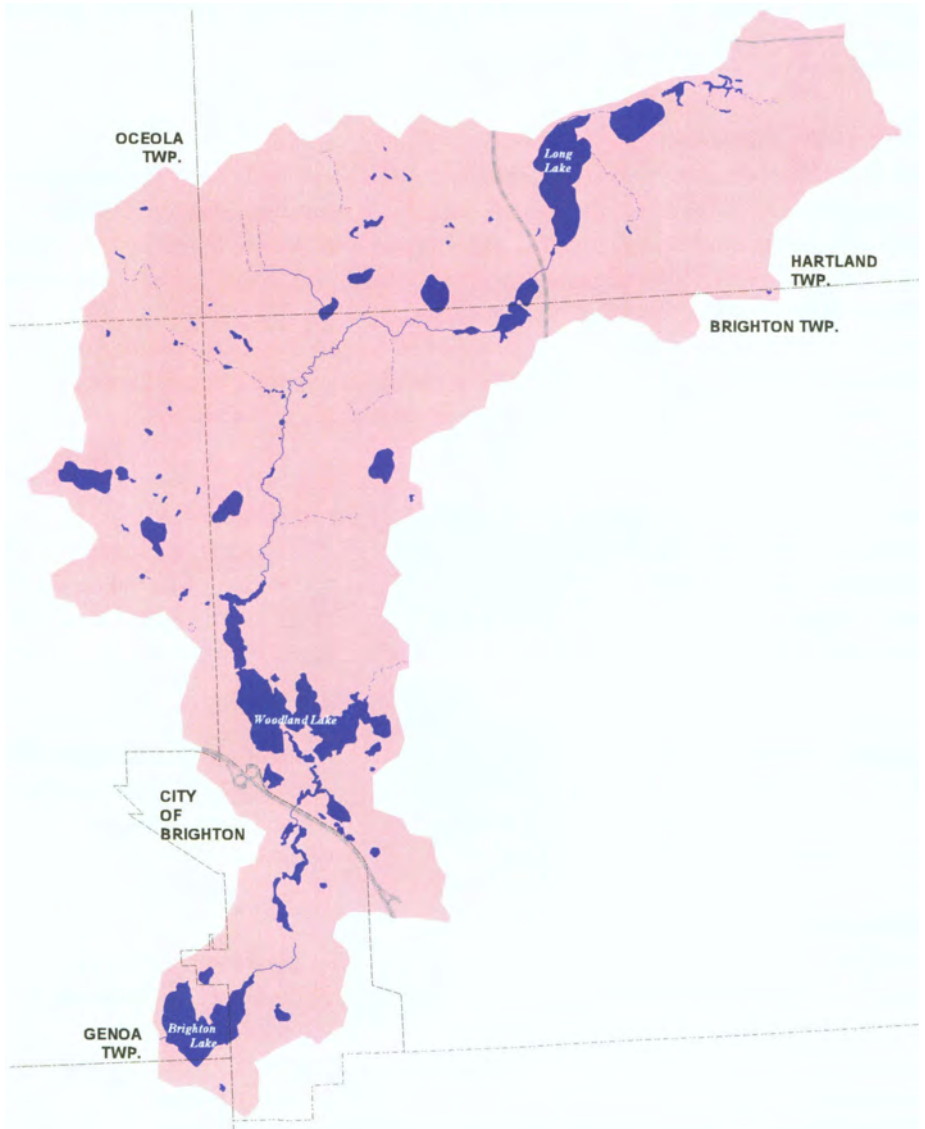 OCEOLA
TWP.
Long
Lake
HARTLAND
TWP.
BRIGHTON TWP.
Woodland Lake
CITY
OF
BRIGHTON
Brighton
Lake
GENOA
TWP.